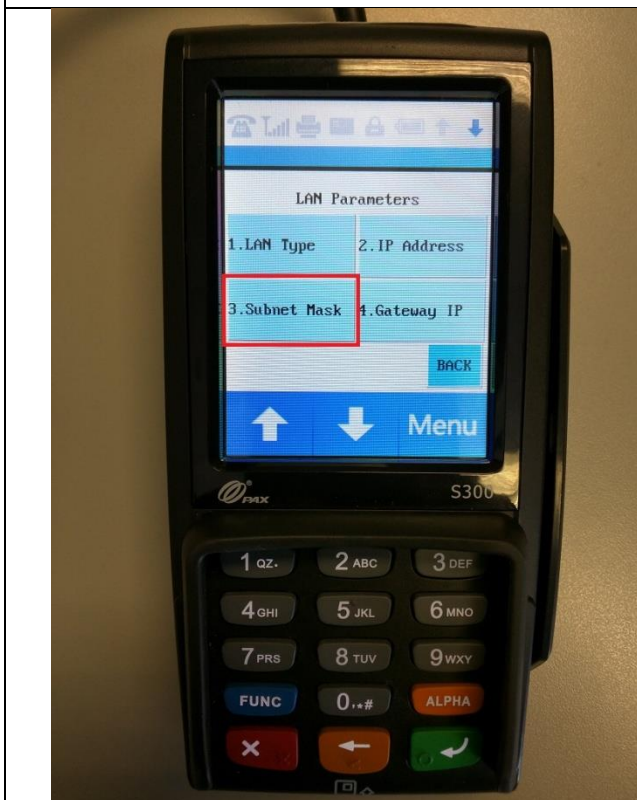 LAN Parameters
1.LAN Type 2.IP Address
3.Subnet Mask 4.Gateway IP
BACK
Menu
PAX S300
1 QZ. 2 ABC 3 DEF
4 GHI 5 JKL 6 MNO
7 PRS 8 TUV 9 WXY
FUNC 0,*# ALPHA